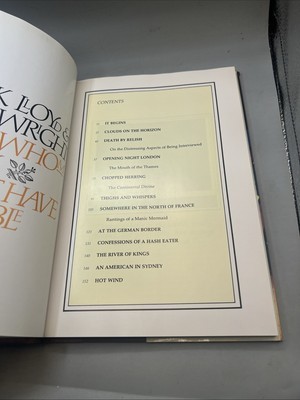 K LLOYD &
WRIGH
WHO
HAVE
BLE
CONTENTS
IT BEGINS
CLOUDS ON THE HORIZON
DEATH BY RELISH
On the Distressing Aspects of Being Interviewed
OPENING NIGHT LONDON
The Mouth of the Thames
CHOPPED HERRING
The Continental Divine
THIGHS AND WHISPERS
SOMEWHERE IN THE NORTH OF FRANCE
Rantings of a Manic Mermaid
AT THE GERMAN BORDER
CONFESSIONS OF A HASH EATER
THE RIVER OF KINGS
AN AMERICAN IN SYDNEY
HOT WIND